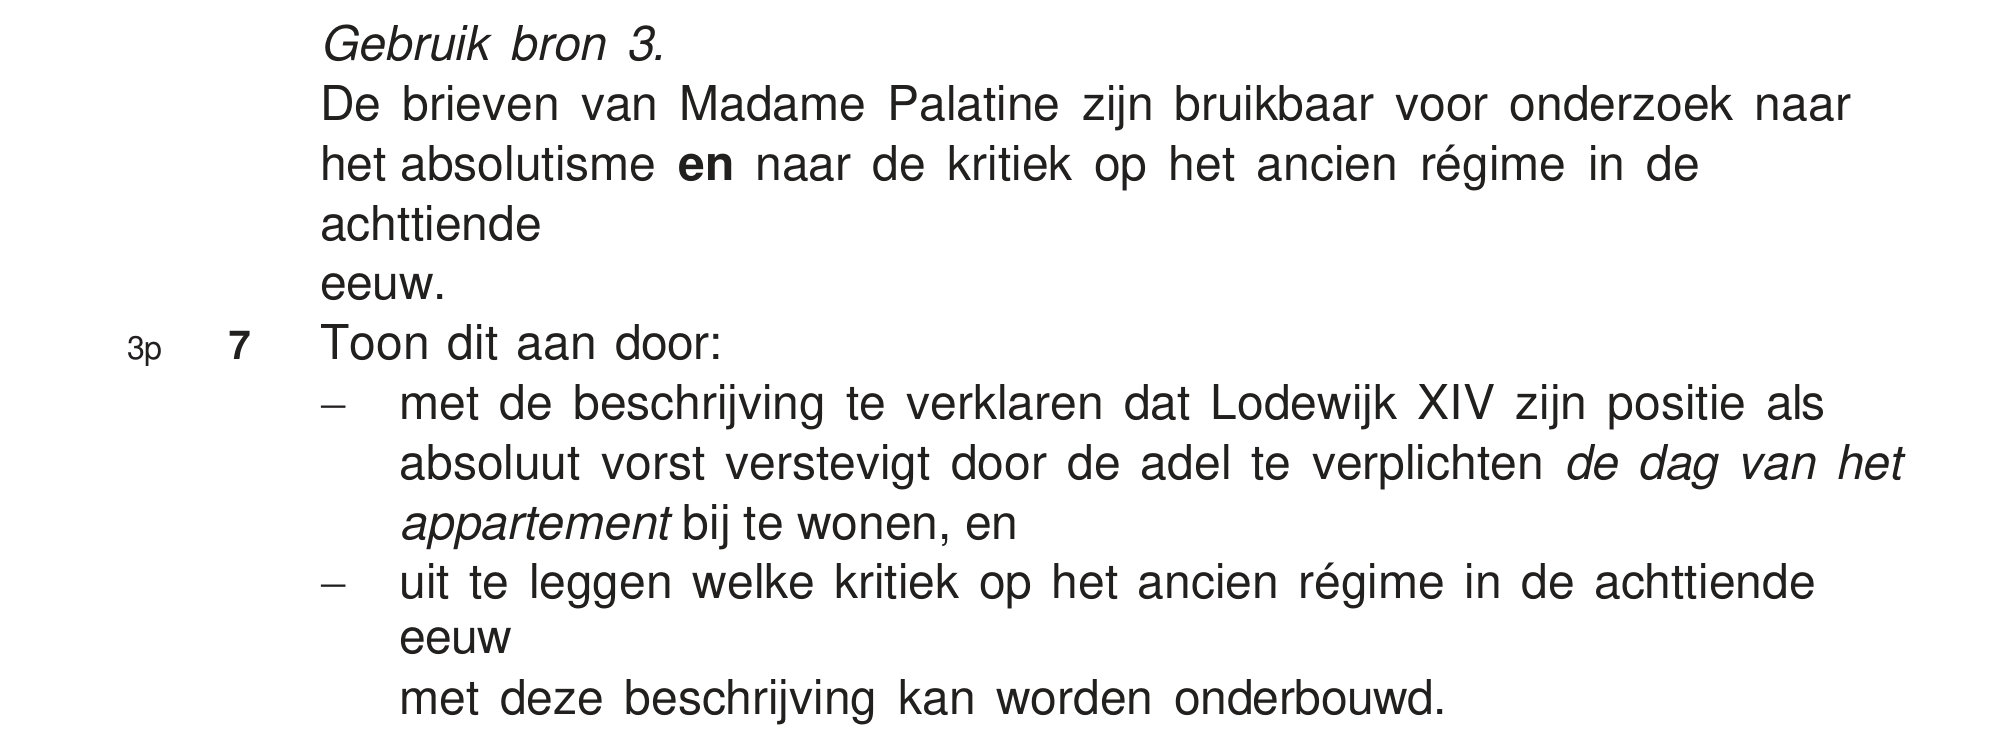 Gebruik bron 3.
De brieven van Madame Palatine zijn bruikbaar voor onderzoek naar
het absolutisme en naar de kritiek op het ancien régime in de
achttiende
eeuw.
3p 7 Toon dit aan door:
– met de beschrijving te verklaren dat Lodewijk XIV zijn positie als
absoluut vorst verstevigt door de adel te verplichten de dag van het
appartement bij te wonen, en
– uit te leggen welke kritiek op het ancien régime in de achttiende
eeuw
met deze beschrijving kan worden onderbouwd.